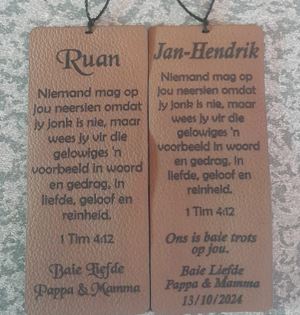 Ruan
Niemand mag op
jou neersien omdat
jy jonk is nie, maar
wees jy vir die
gelowiges 'n
voorbeeld in woord
en gedrag, in
liefde, geloof en
reinheid.
1 Tim 4:12
Baie Liefde
Pappa & Mamma
Jan-Hendrik
Niemand mag op
jou neersien omdat
jy jonk is nie, maar
wees jy vir die
gelowiges 'n
voorbeeld in woord
en gedrag, in
liefde, geloof en
reinheid.
1 Tim 4:12
Ons is baie trots
op jou.
Baie Liefde
Pappa & Mamma
13/10/2024